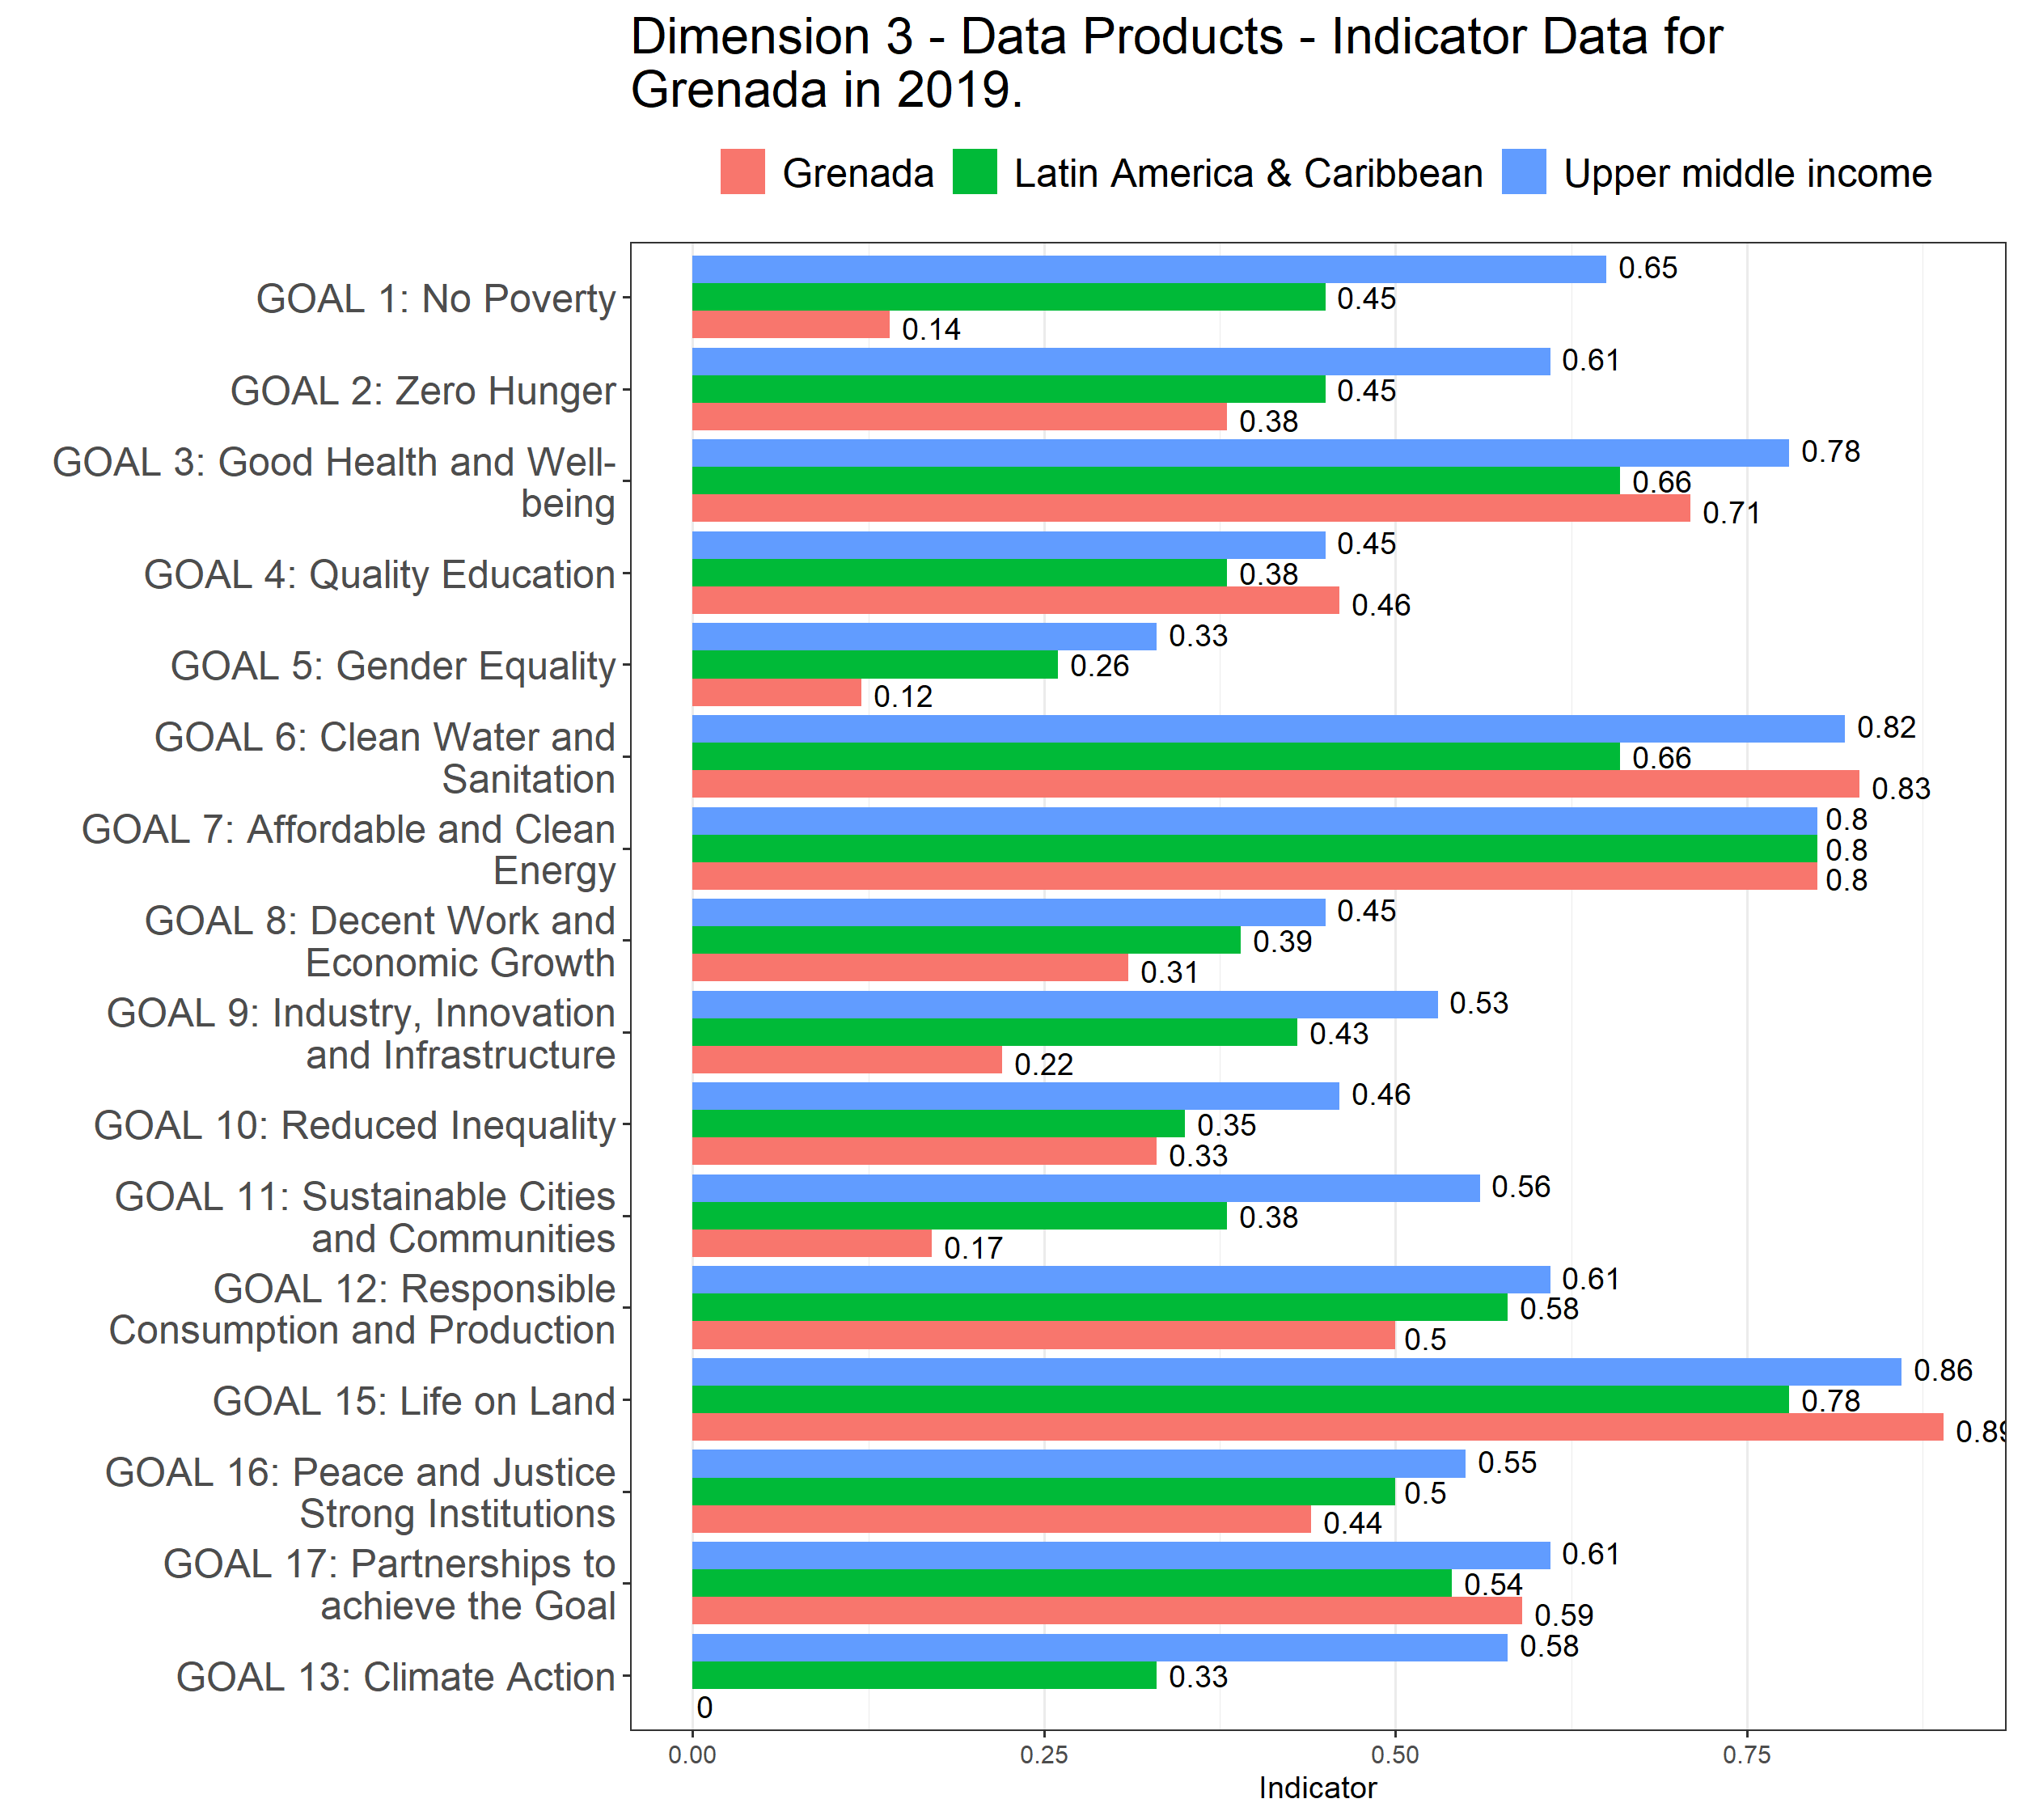 Dimension 3 - Data Products - Indicator Data for
Grenada in 2019.
Grenada Latin America & Caribbean Upper middle income
GOAL 1: No Poverty
0.65
0.45
0.14
GOAL 2: Zero Hunger
0.61
0.45
0.38
GOAL 3: Good Health and Well-
being
0.78
0.66
0.71
GOAL 4: Quality Education
0.45
0.38
0.46
GOAL 5: Gender Equality
0.33
0.26
0.12
GOAL 6: Clean Water and
Sanitation
0.82
0.66
0.83
GOAL 7: Affordable and Clean
Energy
0.8
0.8
0.8
GOAL 8: Decent Work and
Economic Growth
0.45
0.39
0.31
GOAL 9: Industry, Innovation
and Infrastructure
0.53
0.43
0.22
GOAL 10: Reduced Inequality
0.46
0.35
0.33
GOAL 11: Sustainable Cities
and Communities
0.56
0.38
0.17
GOAL 12: Responsible
Consumption and Production
0.61
0.58
0.5
GOAL 15: Life on Land
0.86
0.78
0.89
GOAL 16: Peace and Justice
Strong Institutions
0.55
0.5
0.44
GOAL 17: Partnerships to
achieve the Goal
0.61
0.54
0.59
GOAL 13: Climate Action
0.58
0.33
0
0.00 0.25 0.50 0.75
Indicator